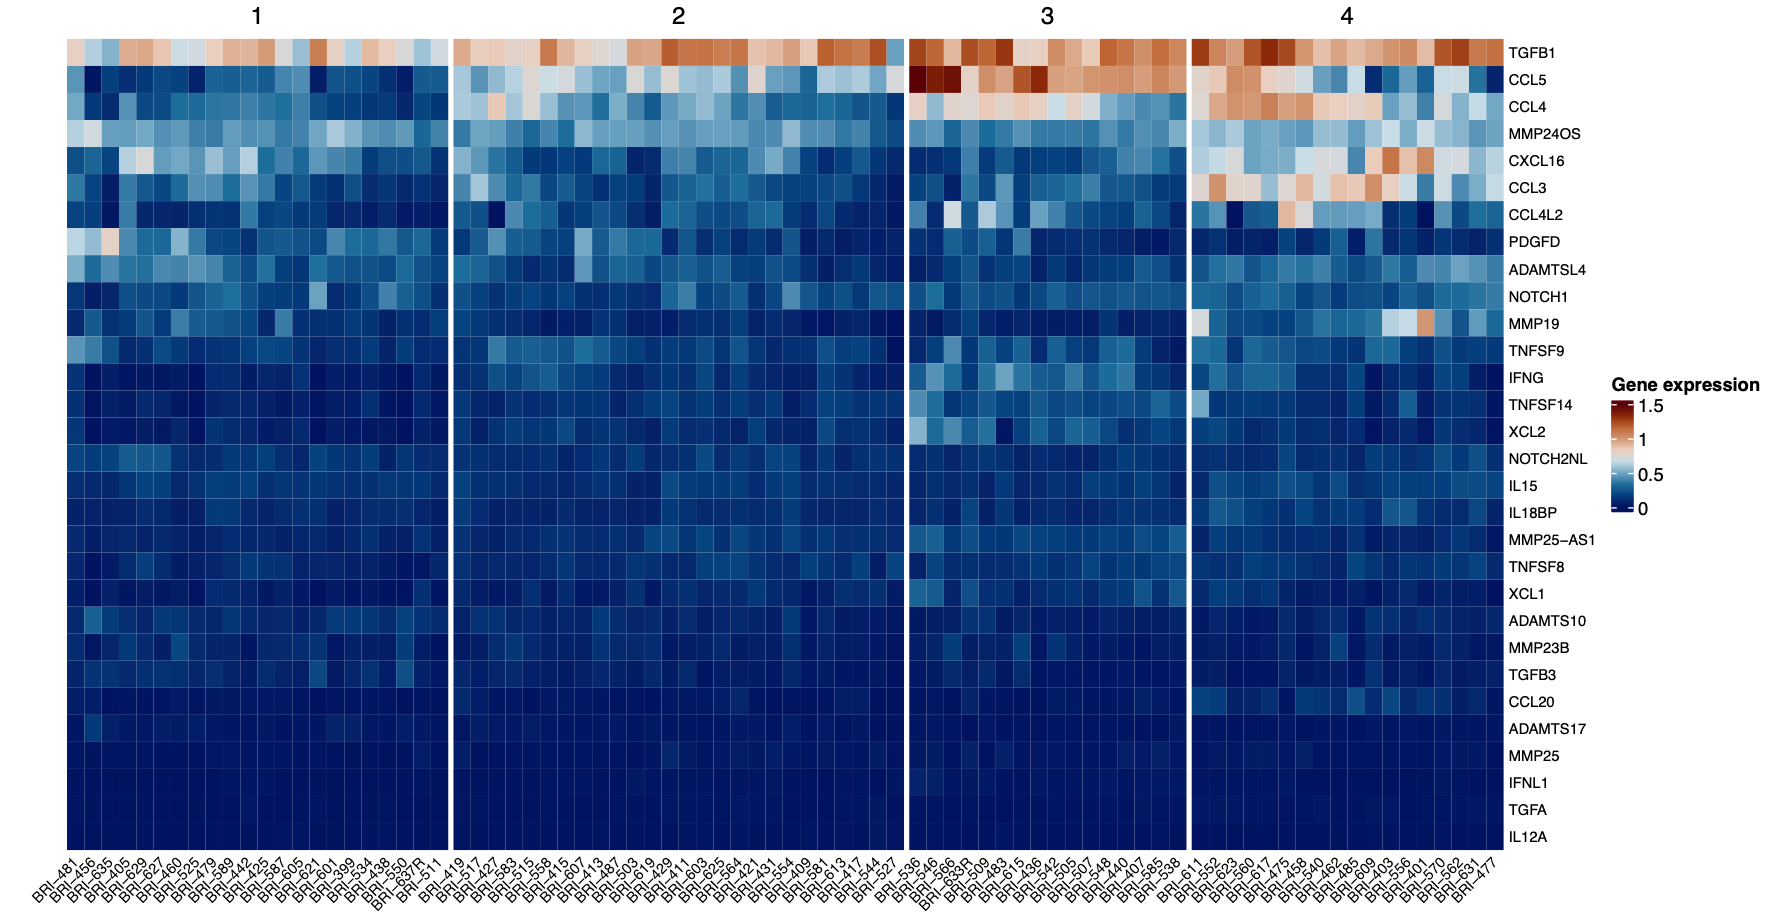 1 2 3 4
TGFB1
CCL5
CCL4
MMP24OS
CXCL16
CCL3
CCL4L2
PDGFD
ADAMTSL4
NOTCH1
MMP19
TNFSF9
IFNG
TNFSF14
XCL2
NOTCH2NL
IL15
IL18BP
MMP25−AS1
TNFSF8
XCL1
ADAMTS10
MMP23B
TGFB3
CCL20
ADAMTS17
MMP25
IFNL1
TGFA
IL12A
Gene expression
1.5
1
0.5
0
BRI−481
BRI−456
BRI−635
BRI−405
BRI−629
BRI−627
BRI−460
BRI−525
BRI−479
BRI−589
BRI−442
BRI−425
BRI−587
BRI−605
BRI−621
BRI−601
BRI−399
BRI−534
BRI−438
BRI−550
BRI−637R
BRI−511
BRI−419
BRI−517
BRI−427
BRI−583
BRI−515
BRI−558
BRI−415
BRI−607
BRI−413
BRI−487
BRI−503
BRI−619
BRI−429
BRI−411
BRI−603
BRI−625
BRI−564
BRI−421
BRI−431
BRI−554
BRI−409
BRI−581
BRI−613
BRI−417
BRI−544
BRI−527
BRI−536
BRI−546
BRI−566
BRI−633R
BRI−509
BRI−483
BRI−615
BRI−436
BRI−542
BRI−505
BRI−507
BRI−548
BRI−440
BRI−407
BRI−585
BRI−538
BRI−611
BRI−552
BRI−623
BRI−560
BRI−617
BRI−475
BRI−458
BRI−540
BRI−462
BRI−485
BRI−609
BRI−403
BRI−556
BRI−401
BRI−570
BRI−562
BRI−631
BRI−477